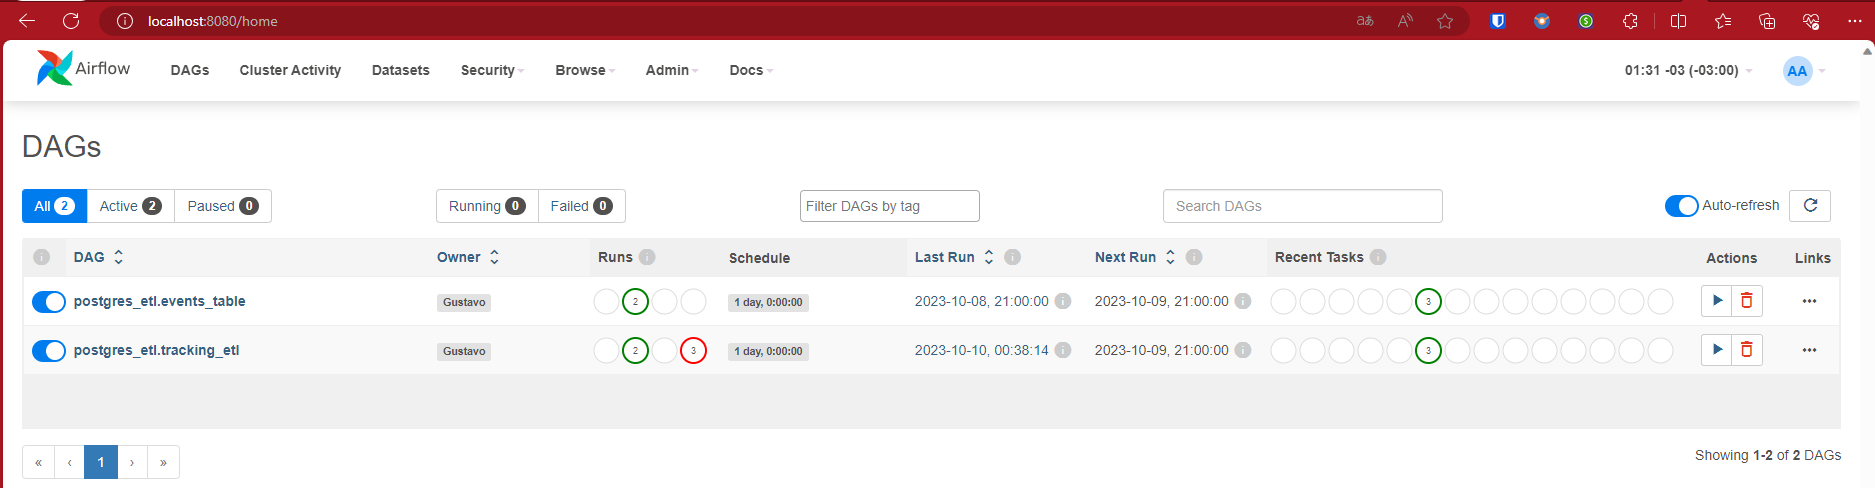 localhost:8080/home
Airflow DAGs Cluster Activity Datasets Security Browse Admin Docs 01:31 -03 (-03:00) AA
DAGs
All 2 Active 2 Paused 0 Running 0 Failed 0 Filter DAGs by tag Search DAGs Auto-refresh
DAG Owner Runs Schedule Last Run Next Run Recent Tasks Actions Links
postgres_etl.events_table Gustavo 2 1 day, 0:00:00 2023-10-08, 21:00:00 2023-10-09, 21:00:00 3
postgres_etl.tracking_etl Gustavo 2 3 1 day, 0:00:00 2023-10-10, 00:38:14 2023-10-09, 21:00:00 3
« ‹ 1 › » Showing 1-2 of 2 DAGs